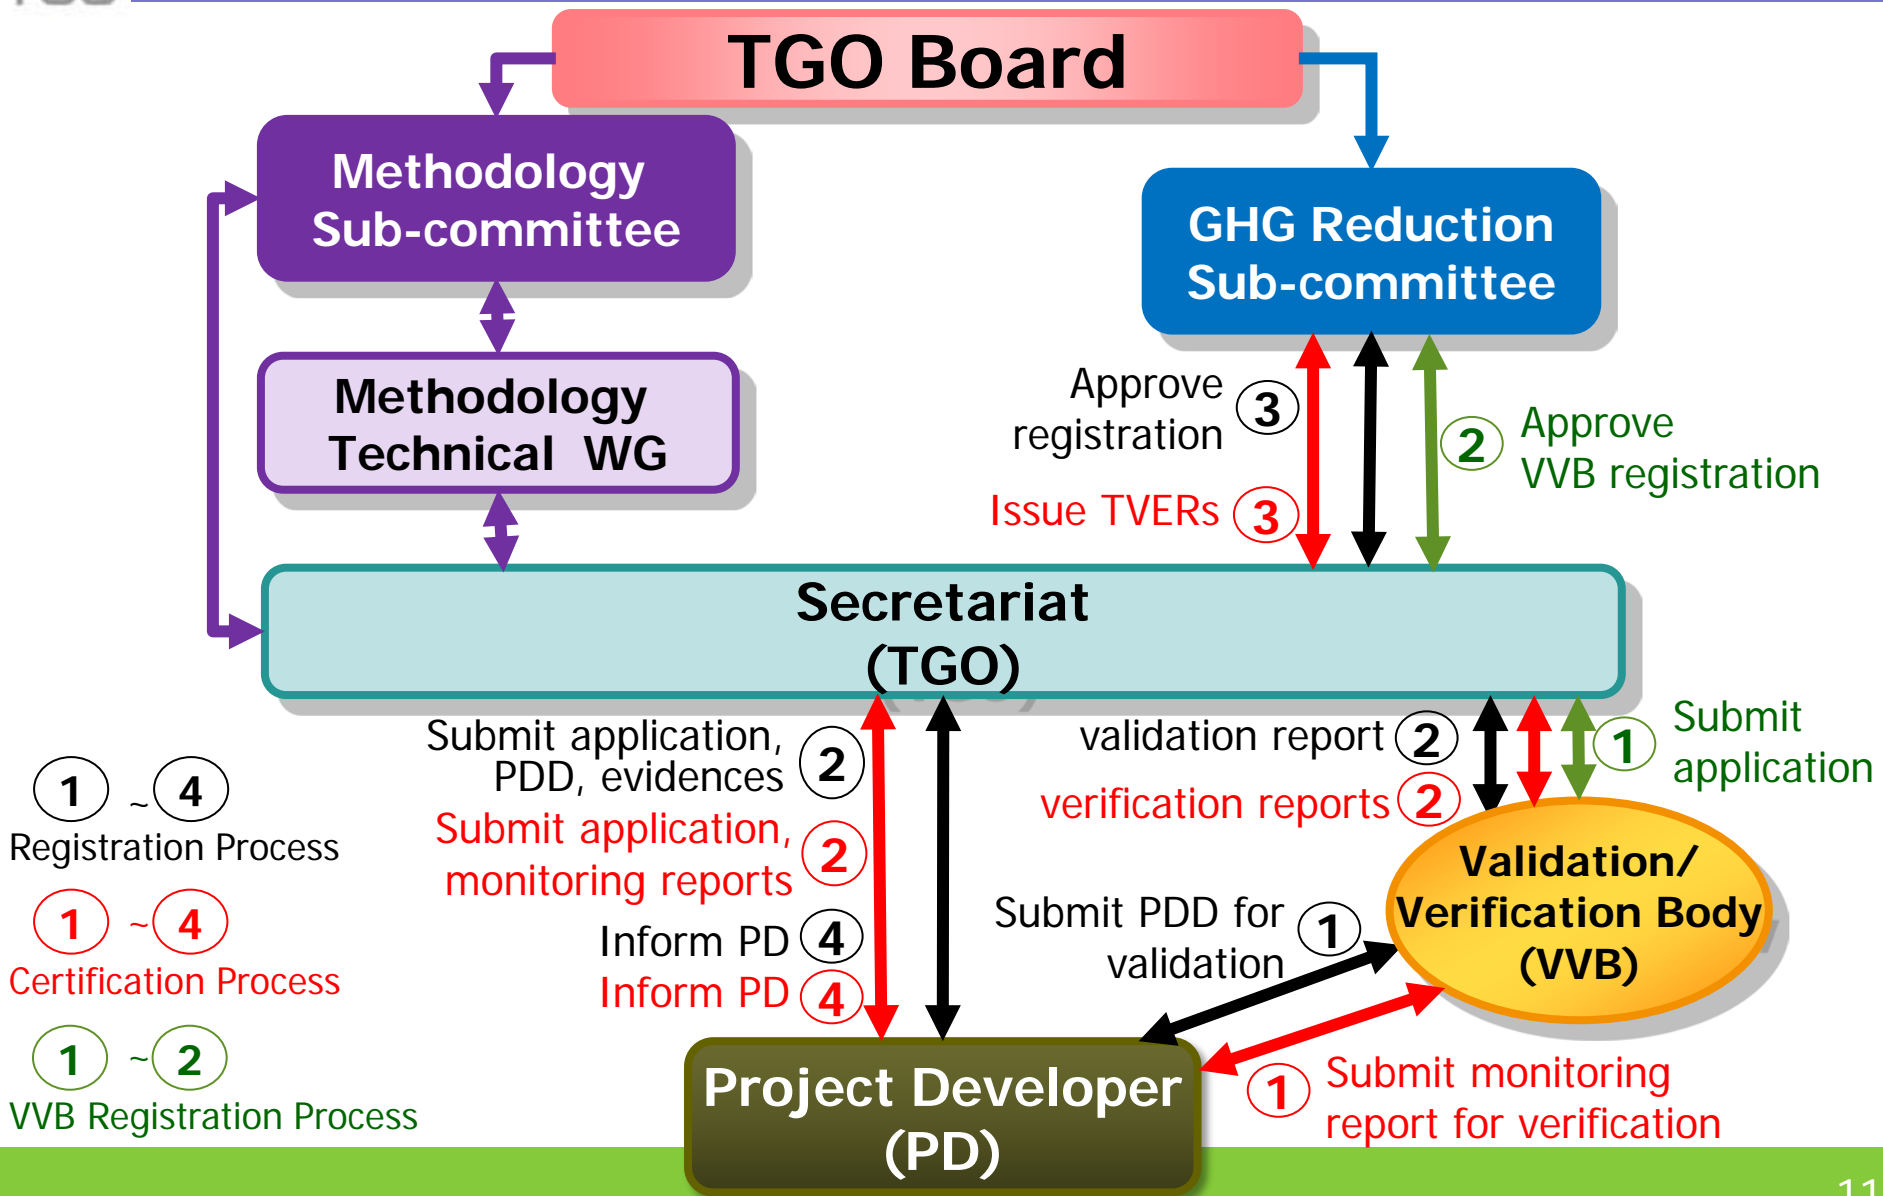 TGO Board
Methodology
Sub-committee
GHG Reduction
Sub-committee
Methodology
Technical WG
Approve
registration
3
Issue TVERs
3
2
Approve
VVB registration
Secretariat
(TGO)
Submit application,
PDD, evidences
2
Submit application,
monitoring reports
2
Inform PD
4
Inform PD
4
validation report
2
verification reports
2
1
Submit
application
Validation/
Verification Body
(VVB)
Submit PDD for
validation
1
1
Submit monitoring
report for verification
Project Developer
(PD)
1 ~ 4
Registration Process
1 ~ 4
Certification Process
1 ~ 2
VVB Registration Process
11